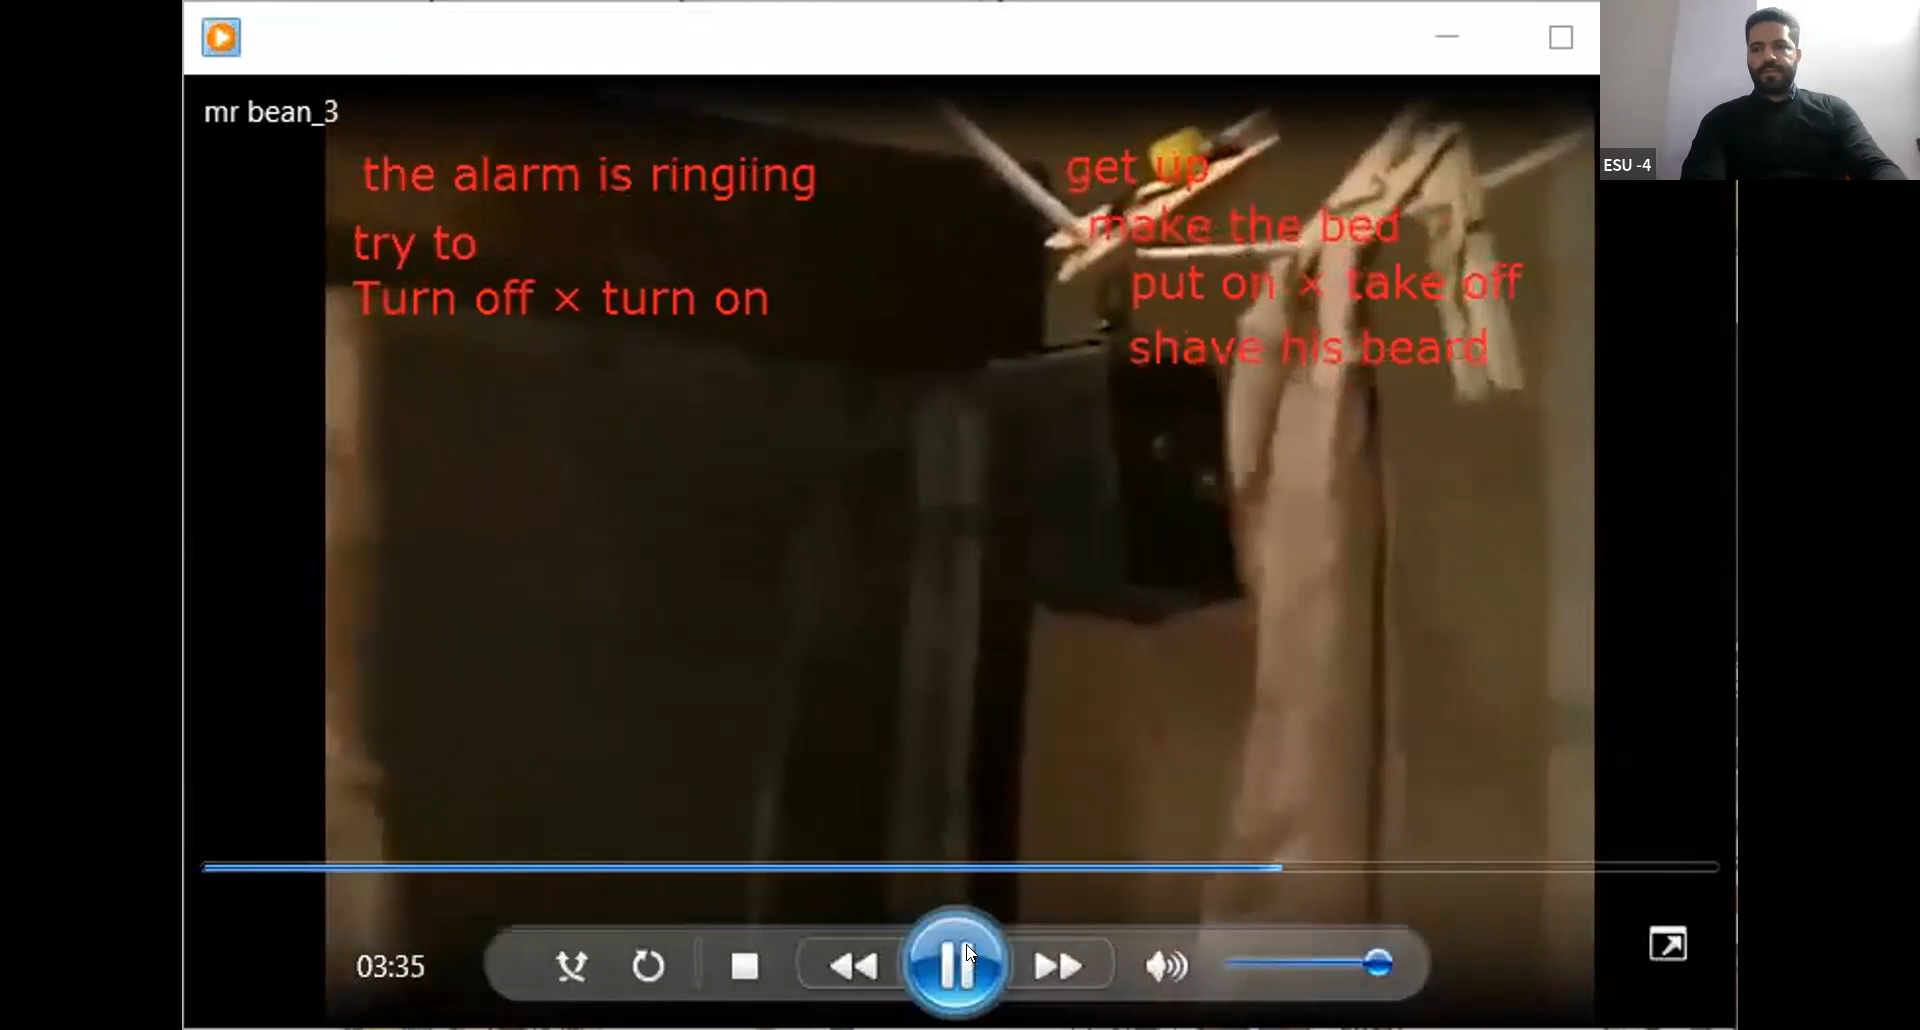 mr bean_3
the alarm is ringiing
try to
Turn off × turn on
get up
make the bed
put on × take off
shave his beard
ESU -4
03:35